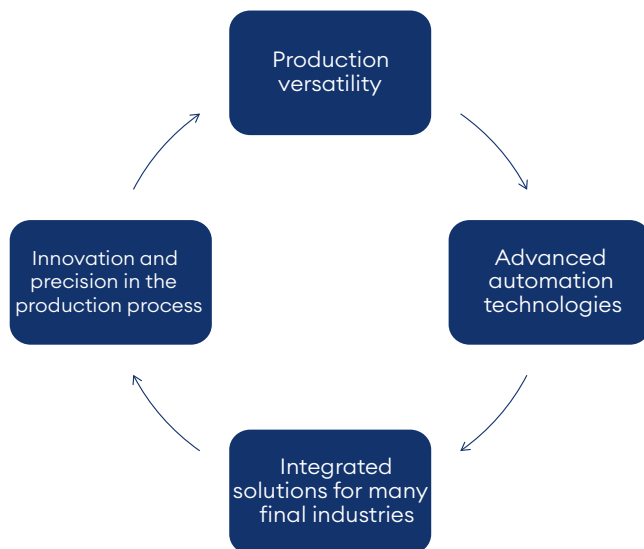 Production
versatility
Advanced
automation
technologies
Integrated
solutions for many
final industries
Innovation and
precision in the
production process